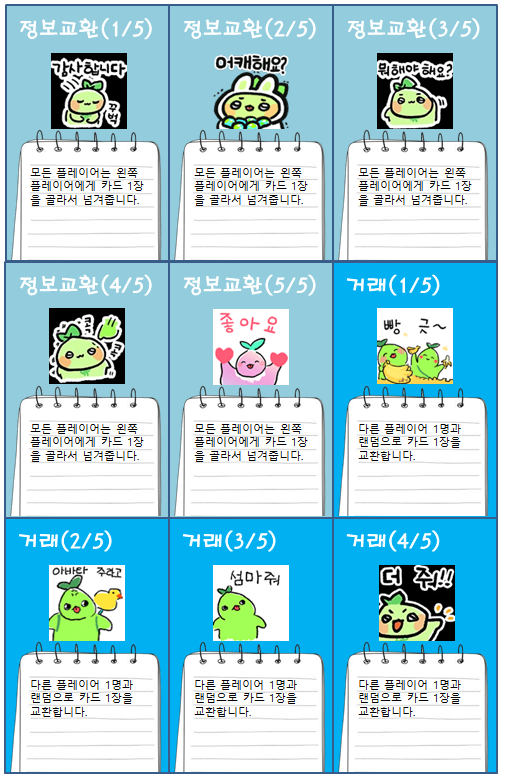 정보교환(1/5)
정보교환(2/5)
정보교환(3/5)
감사합니다
꾸벅
어캐해요?
뭐해야해요?
모든 플레이어는 왼쪽
플레이어에게 카드 1장
을 골라서 넘겨줍니다.
모든 플레이어는 왼쪽
플레이어에게 카드 1장
을 골라서 넘겨줍니다.
모든 플레이어는 왼쪽
플레이어에게 카드 1장
을 골라서 넘겨줍니다.
정보교환(4/5)
정보교환(5/5)
거래(1/5)
콕
콕
좋아요
빵 긋~
모든 플레이어는 왼쪽
플레이어에게 카드 1장
을 골라서 넘겨줍니다.
모든 플레이어는 왼쪽
플레이어에게 카드 1장
을 골라서 넘겨줍니다.
다른 플레이어 1명과
랜덤으로 카드 1장을
교환합니다.
거래(2/5)
거래(3/5)
거래(4/5)
아바타 주라고
섬마줘
더 줘!!
다른 플레이어 1명과
랜덤으로 카드 1장을
교환합니다.
다른 플레이어 1명과
랜덤으로 카드 1장을
교환합니다.
다른 플레이어 1명과
랜덤으로 카드 1장을
교환합니다.